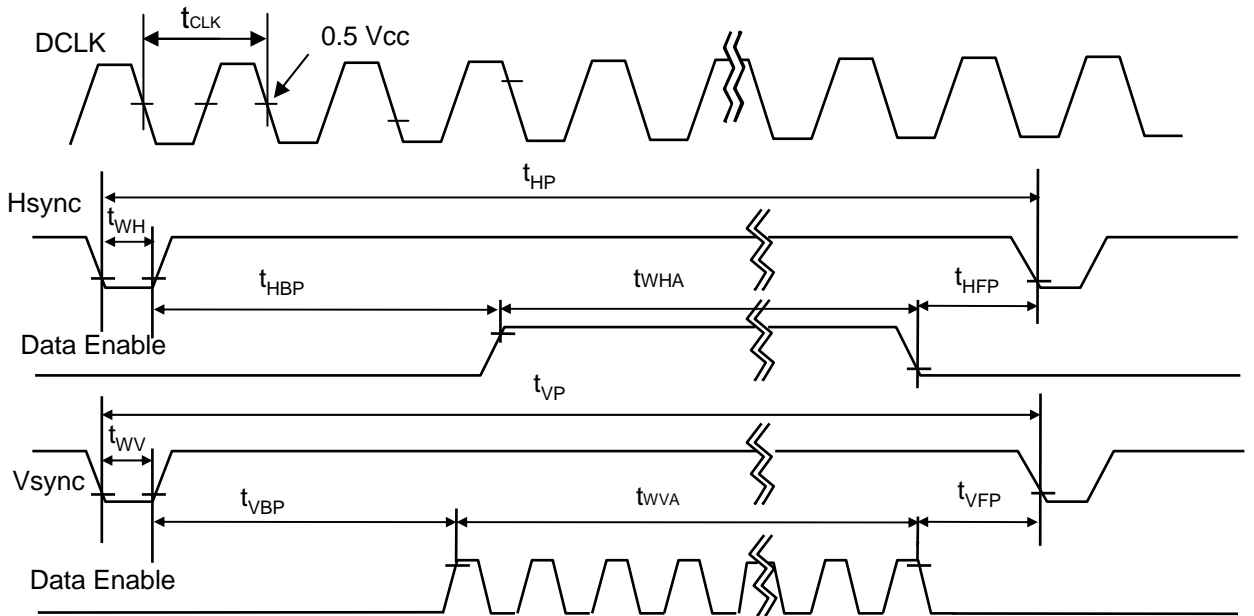 tCLK
DCLK
0.5 Vcc
tHP
Hsync
tWH
tHBP
tWHA
tHFP
Data Enable
tVP
tWV
Vsync
tVBP
tWVA
tVFP
Data Enable